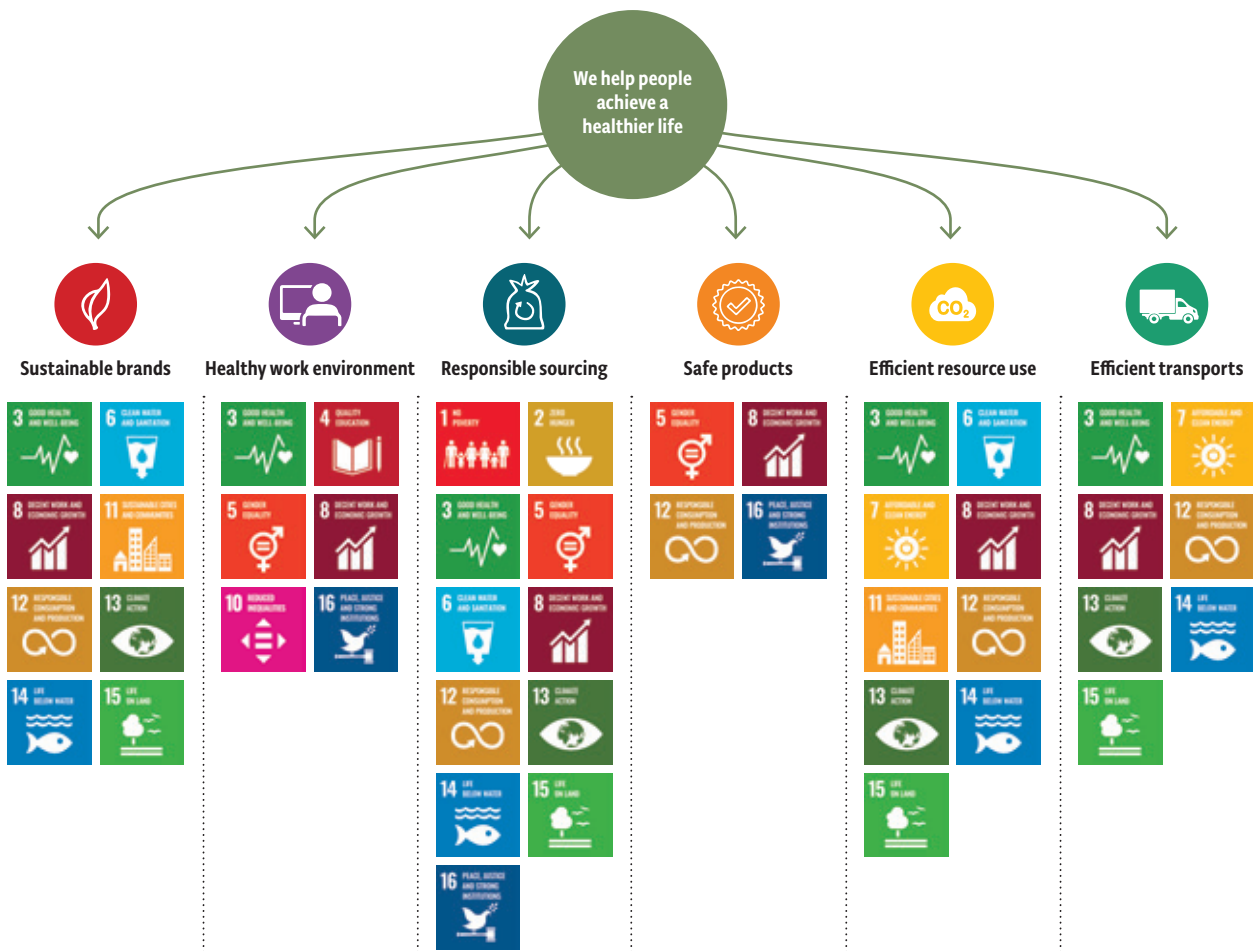 We help people
achieve a
healthier life
CO₂
Sustainable brands
3 GOOD HEALTH
AND WELL-BEING
6 CLEAN WATER
AND SANITATION
8 DECENT WORK AND
ECONOMIC GROWTH
11 SUSTAINABLE CITIES
AND COMMUNITIES
12 RESPONSIBLE
CONSUMPTION
AND PRODUCTION
13 CLIMATE
ACTION
14 LIFE
BELOW WATER
15 LIFE
ON LAND
Healthy work environment
3 GOOD HEALTH
AND WELL-BEING
4 QUALITY
EDUCATION
5 GENDER
EQUALITY
8 DECENT WORK AND
ECONOMIC GROWTH
10 REDUCED
INEQUALITIES
16 PEACE, JUSTICE
AND STRONG
INSTITUTIONS
Responsible sourcing
1 NO
POVERTY
2 ZERO
HUNGER
3 GOOD HEALTH
AND WELL-BEING
5 GENDER
EQUALITY
6 CLEAN WATER
AND SANITATION
8 DECENT WORK AND
ECONOMIC GROWTH
12 RESPONSIBLE
CONSUMPTION
AND PRODUCTION
13 CLIMATE
ACTION
14 LIFE
BELOW WATER
15 LIFE
ON LAND
16 PEACE, JUSTICE
AND STRONG
INSTITUTIONS
Safe products
5 GENDER
EQUALITY
8 DECENT WORK AND
ECONOMIC GROWTH
12 RESPONSIBLE
CONSUMPTION
AND PRODUCTION
16 PEACE, JUSTICE
AND STRONG
INSTITUTIONS
Efficient resource use
3 GOOD HEALTH
AND WELL-BEING
6 CLEAN WATER
AND SANITATION
7 AFFORDABLE AND
CLEAN ENERGY
8 DECENT WORK AND
ECONOMIC GROWTH
11 SUSTAINABLE CITIES
AND COMMUNITIES
12 RESPONSIBLE
CONSUMPTION
AND PRODUCTION
13 CLIMATE
ACTION
14 LIFE
BELOW WATER
15 LIFE
ON LAND
Efficient transports
3 GOOD HEALTH
AND WELL-BEING
7 AFFORDABLE AND
CLEAN ENERGY
8 DECENT WORK AND
ECONOMIC GROWTH
12 RESPONSIBLE
CONSUMPTION
AND PRODUCTION
13 CLIMATE
ACTION
14 LIFE
BELOW WATER
15 LIFE
ON LAND